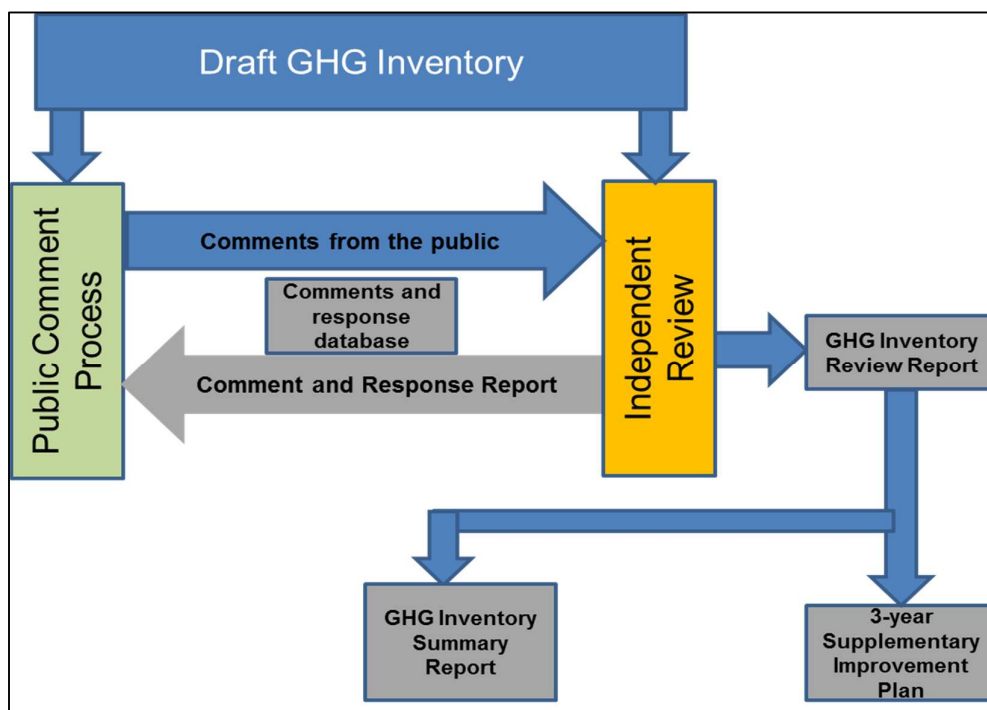 Draft GHG Inventory
Public Comment
Process
Comments from the public
Comments and
response
database
Comment and Response Report
Independent
Review
GHG Inventory
Review Report
GHG Inventory
Summary
Report
3-year
Supplementary
Improvement
Plan